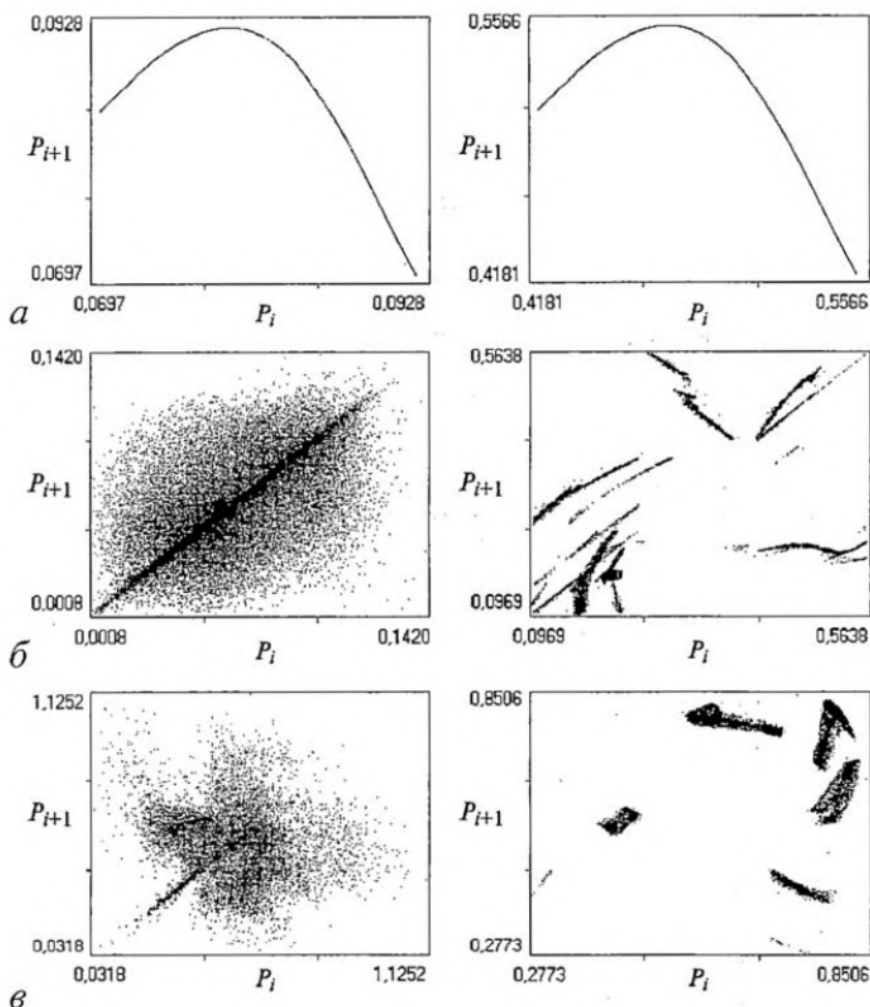 0,0928
P_{i+1}
0,0697
0,0697 P_i 0,0928
0,5566
P_{i+1}
0,4181
0,4181 P_i 0,5566
а
0,1420
P_{i+1}
0,0008
0,0008 P_i 0,1420
0,5638
P_{i+1}
0,0969
0,0969 P_i 0,5638
б
1,1252
P_{i+1}
0,0318
0,0318 P_i 1,1252
0,8506
P_{i+1}
0,2773
0,2773 P_i 0,8506
в